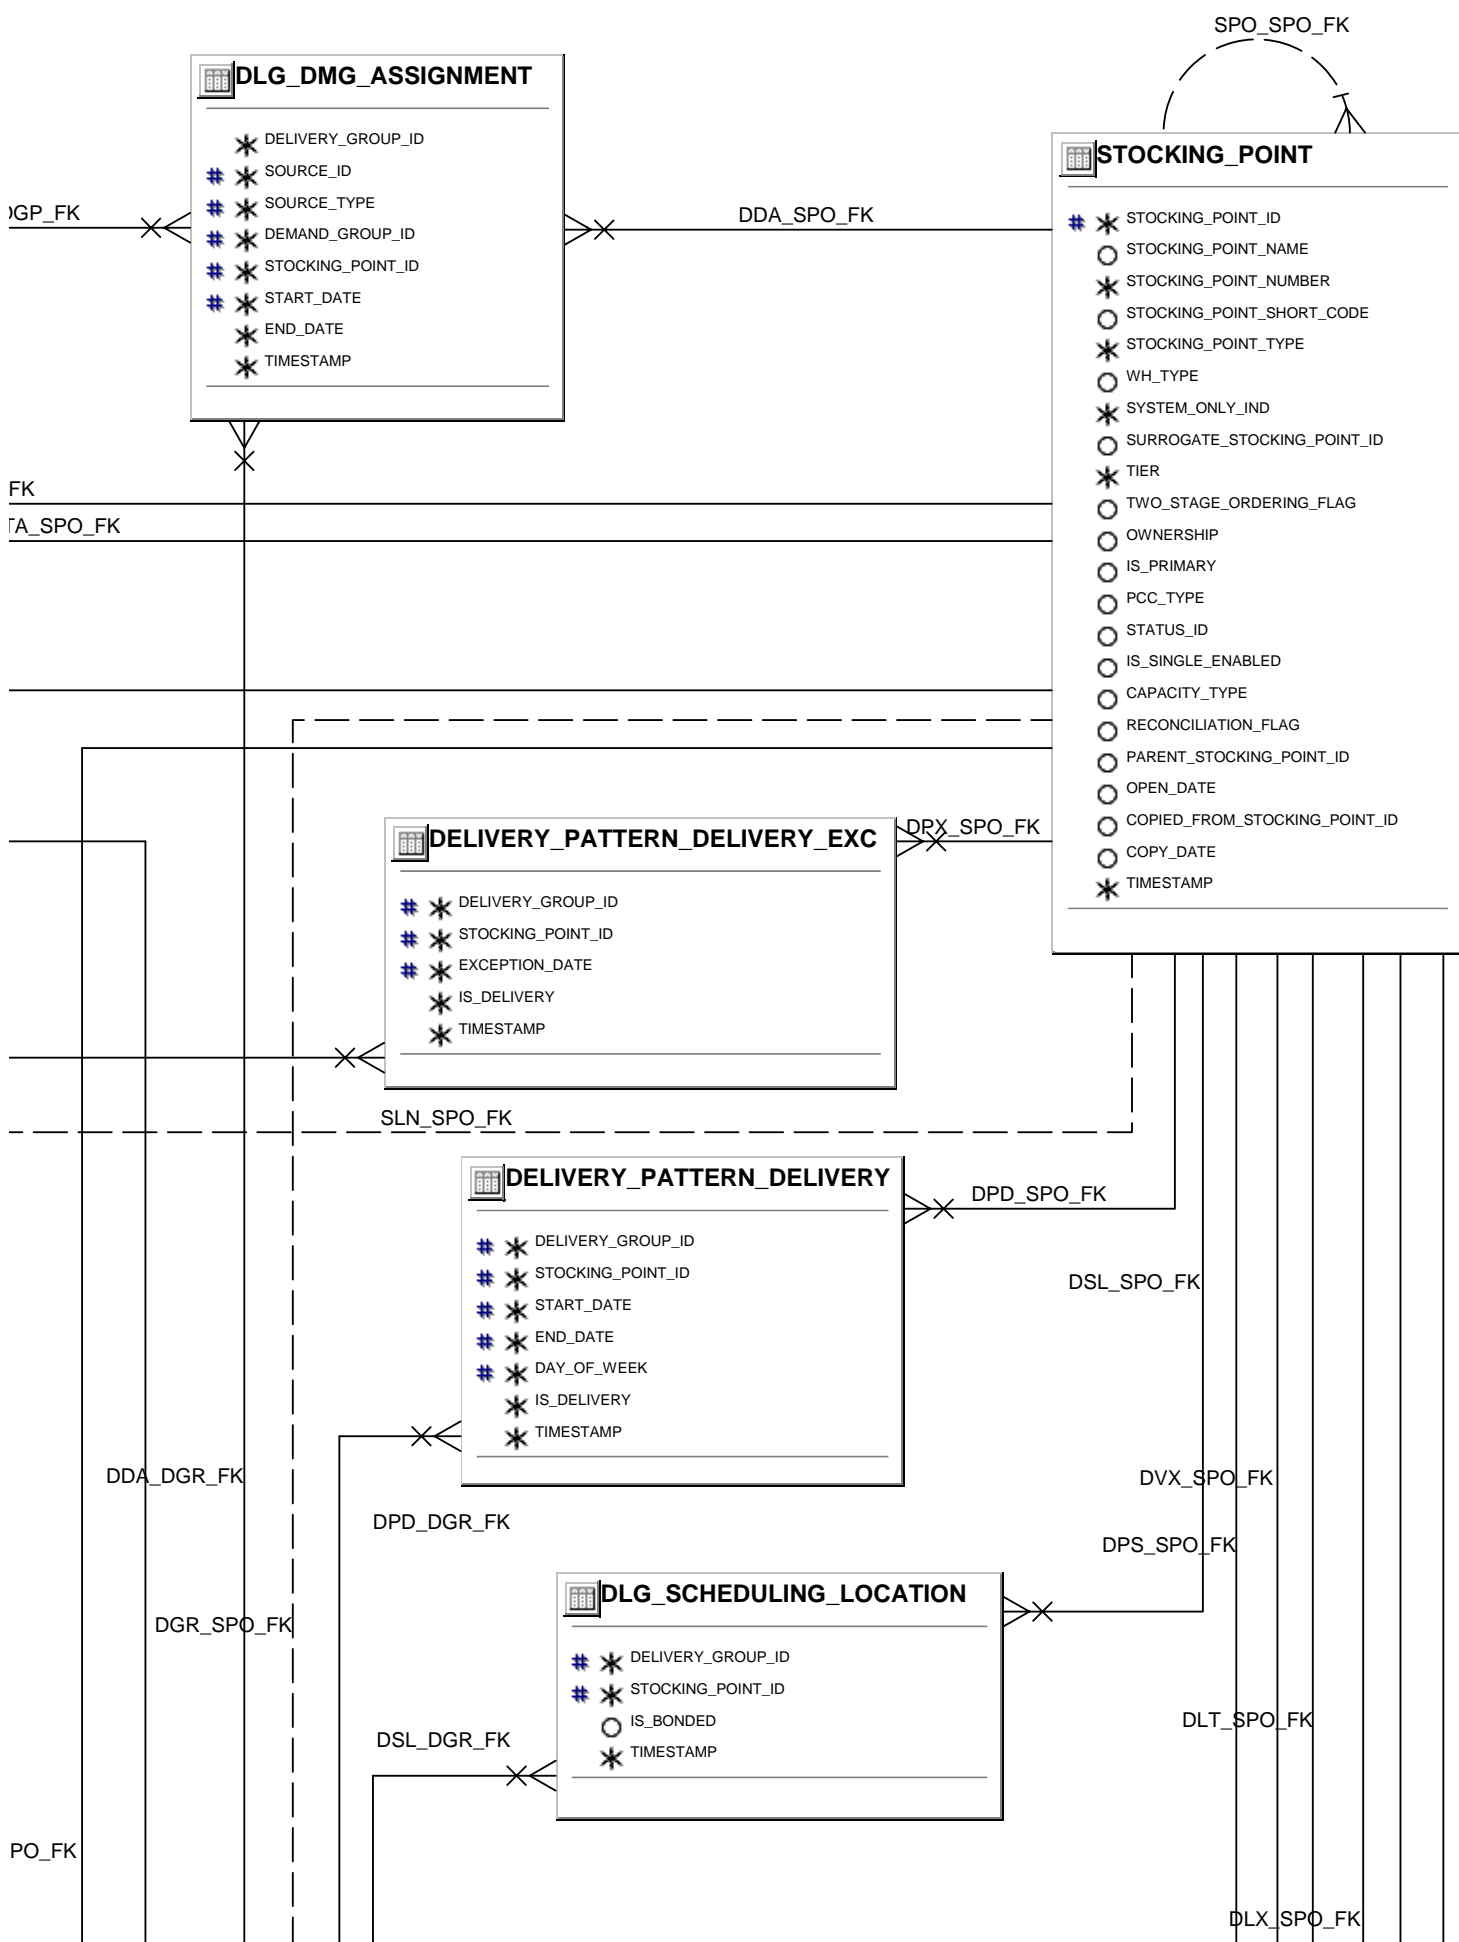 SPO_SPO_FK
DLG_DMG_ASSIGNMENT
DELIVERY_GROUP_ID
# SOURCE_ID
# SOURCE_TYPE
# DEMAND_GROUP_ID
# STOCKING_POINT_ID
# START_DATE
END_DATE
TIMESTAMP
GP_FK
DDA_SPO_FK
STOCKING_POINT
# STOCKING_POINT_ID
STOCKING_POINT_NAME
STOCKING_POINT_NUMBER
STOCKING_POINT_SHORT_CODE
STOCKING_POINT_TYPE
WH_TYPE
SYSTEM_ONLY_IND
SURROGATE_STOCKING_POINT_ID
TIER
TWO_STAGE_ORDERING_FLAG
OWNERSHIP
IS_PRIMARY
PCC_TYPE
STATUS_ID
IS_SINGLE_ENABLED
CAPACITY_TYPE
RECONCILIATION_FLAG
PARENT_STOCKING_POINT_ID
OPEN_DATE
COPIED_FROM_STOCKING_POINT_ID
COPY_DATE
TIMESTAMP
FK
TA_SPO_FK
DELIVERY_PATTERN_DELIVERY_EXC
DPX_SPO_FK
# DELIVERY_GROUP_ID
# STOCKING_POINT_ID
# EXCEPTION_DATE
IS_DELIVERY
TIMESTAMP
SLN_SPO_FK
DELIVERY_PATTERN_DELIVERY
DPD_SPO_FK
# DELIVERY_GROUP_ID
# STOCKING_POINT_ID
# START_DATE
# END_DATE
# DAY_OF_WEEK
IS_DELIVERY
TIMESTAMP
DSL_SPO_FK
DDA_DGR_FK
DVX_SPO_FK
DPD_DGR_FK
DPS_SPO_FK
DLG_SCHEDULING_LOCATION
DGR_SPO_FK
# DELIVERY_GROUP_ID
# STOCKING_POINT_ID
IS_BONDED
TIMESTAMP
DLT_SPO_FK
DSL_DGR_FK
PO_FK
DLX_SPO_FK